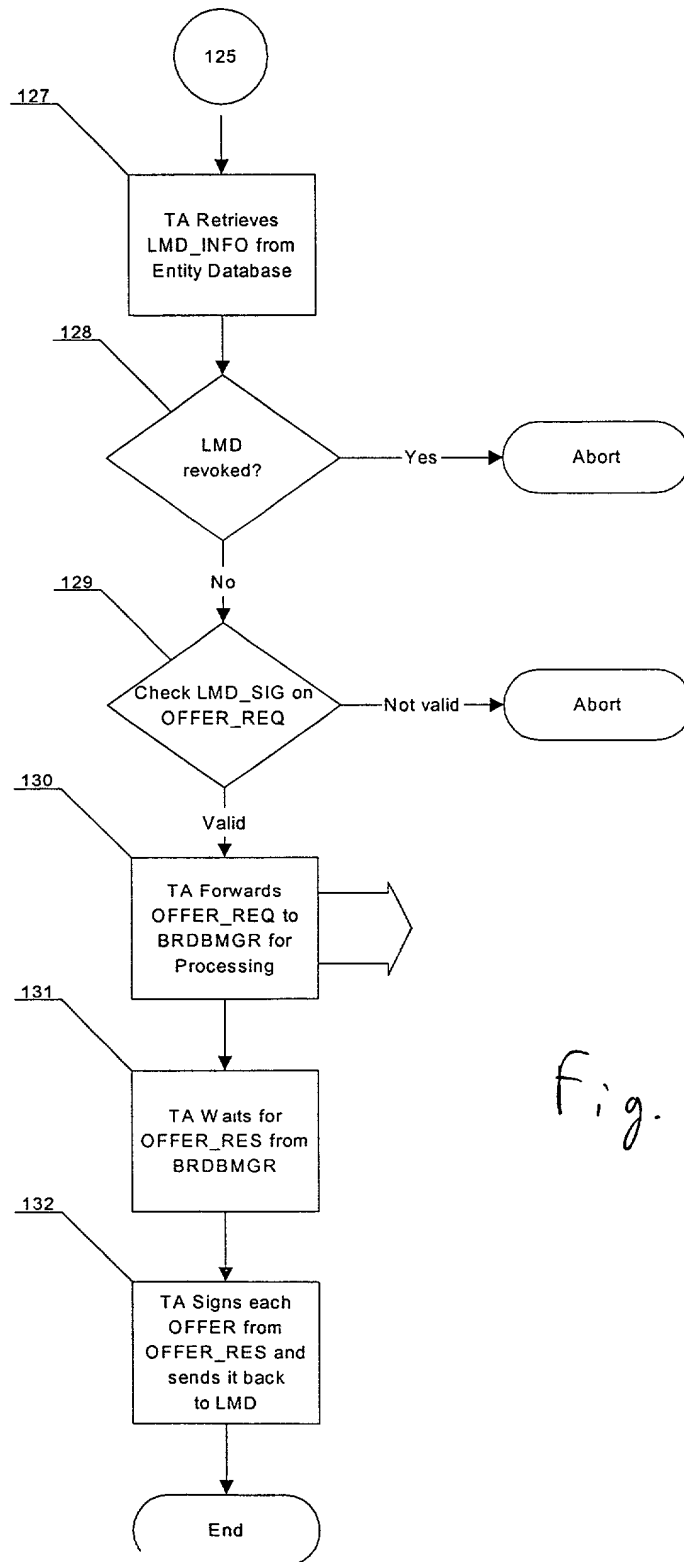 125
127
TA Retrieves
LMD_INFO from
Entity Database
128
LMD
revoked?
Yes
Abort
No
129
Check LMD_SIG on
OFFER_REQ
Not valid
Abort
Valid
130
TA Forwards
OFFER_REQ to
BRDBMGR for
Processing
131
TA Waits for
OFFER_RES from
BRDBMGR
Fig.
132
TA Signs each
OFFER from
OFFER_RES and
sends it back
to LMD
End